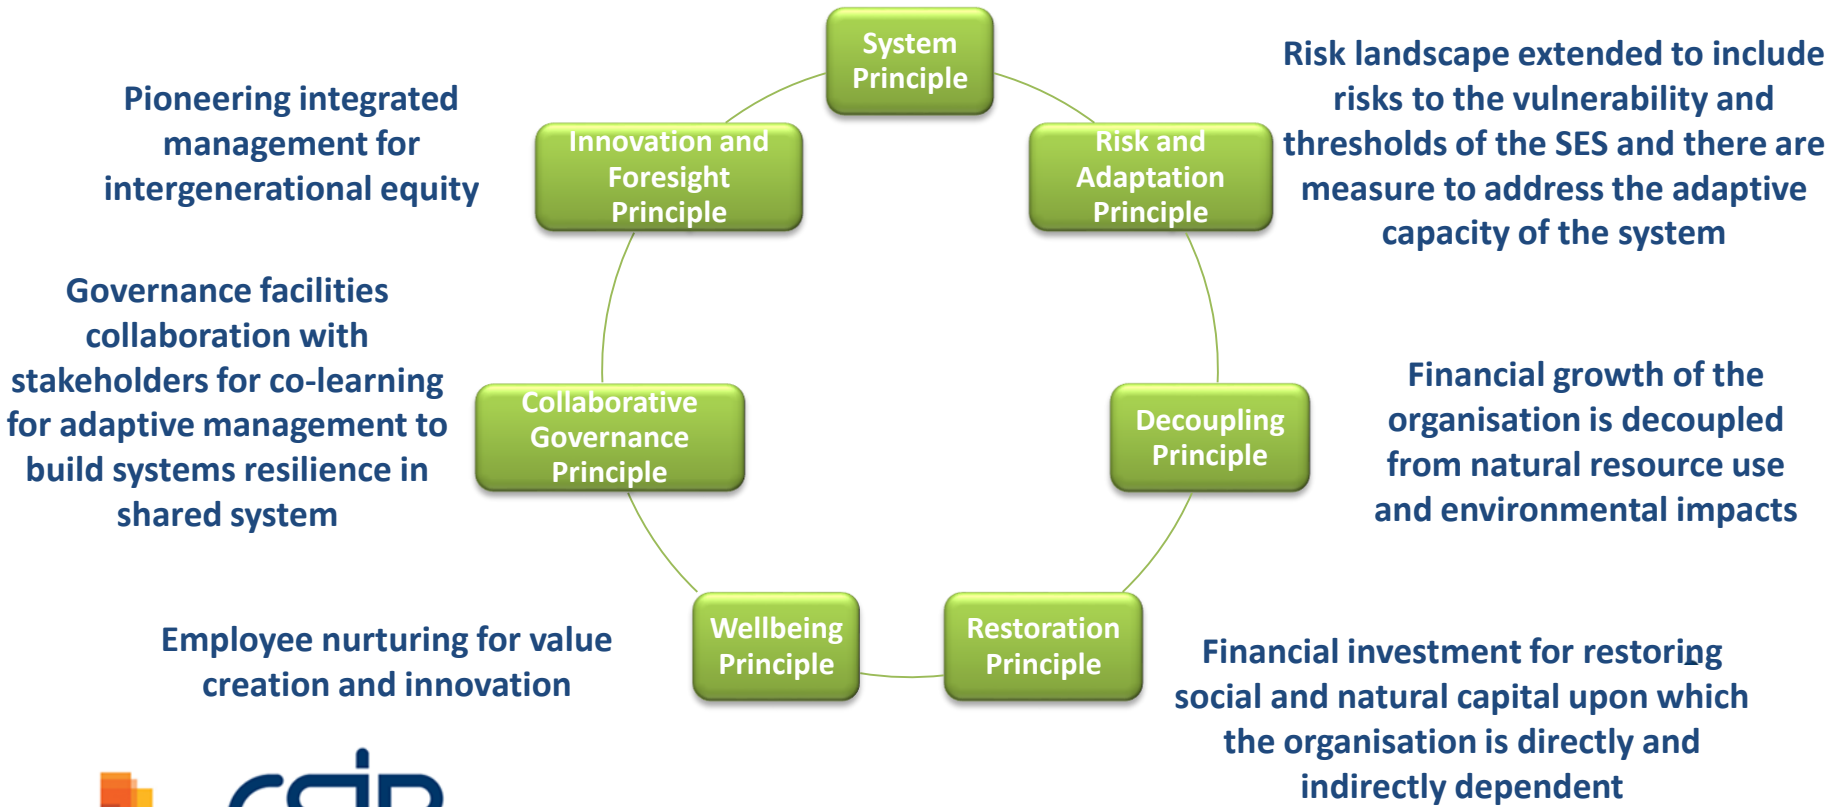 System
Principle
Risk landscape extended to include
risks to the vulnerability and
thresholds of the SES and there are
measure to address the adaptive
capacity of the system
Pioneering integrated
management for
intergenerational equity
Innovation and
Foresight
Principle
Risk and
Adaptation
Principle
Governance facilities
collaboration with
stakeholders for co-learning
for adaptive management to
build systems resilience in
shared system
Collaborative
Governance
Principle
Decoupling
Principle
Financial growth of the
organisation is decoupled
from natural resource use
and environmental impacts
Employee nurturing for value
creation and innovation
Wellbeing
Principle
Restoration
Principle
Financial investment for restoring
social and natural capital upon which
the organisation is directly and
indirectly dependent